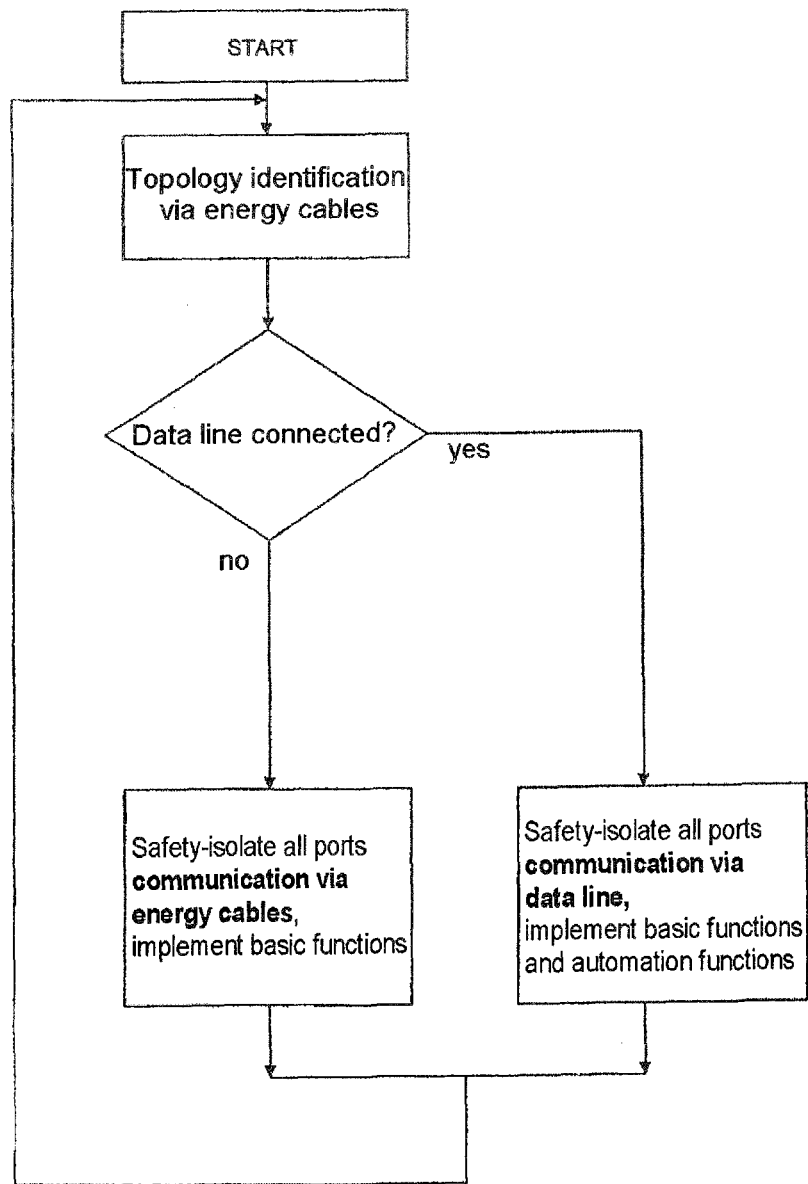 START
Topology identification
via energy cables
Data line connected?
yes
no
Safety-isolate all ports
communication via
energy cables,
implement basic functions
Safety-isolate all ports
communication via
data line,
implement basic functions
and automation functions